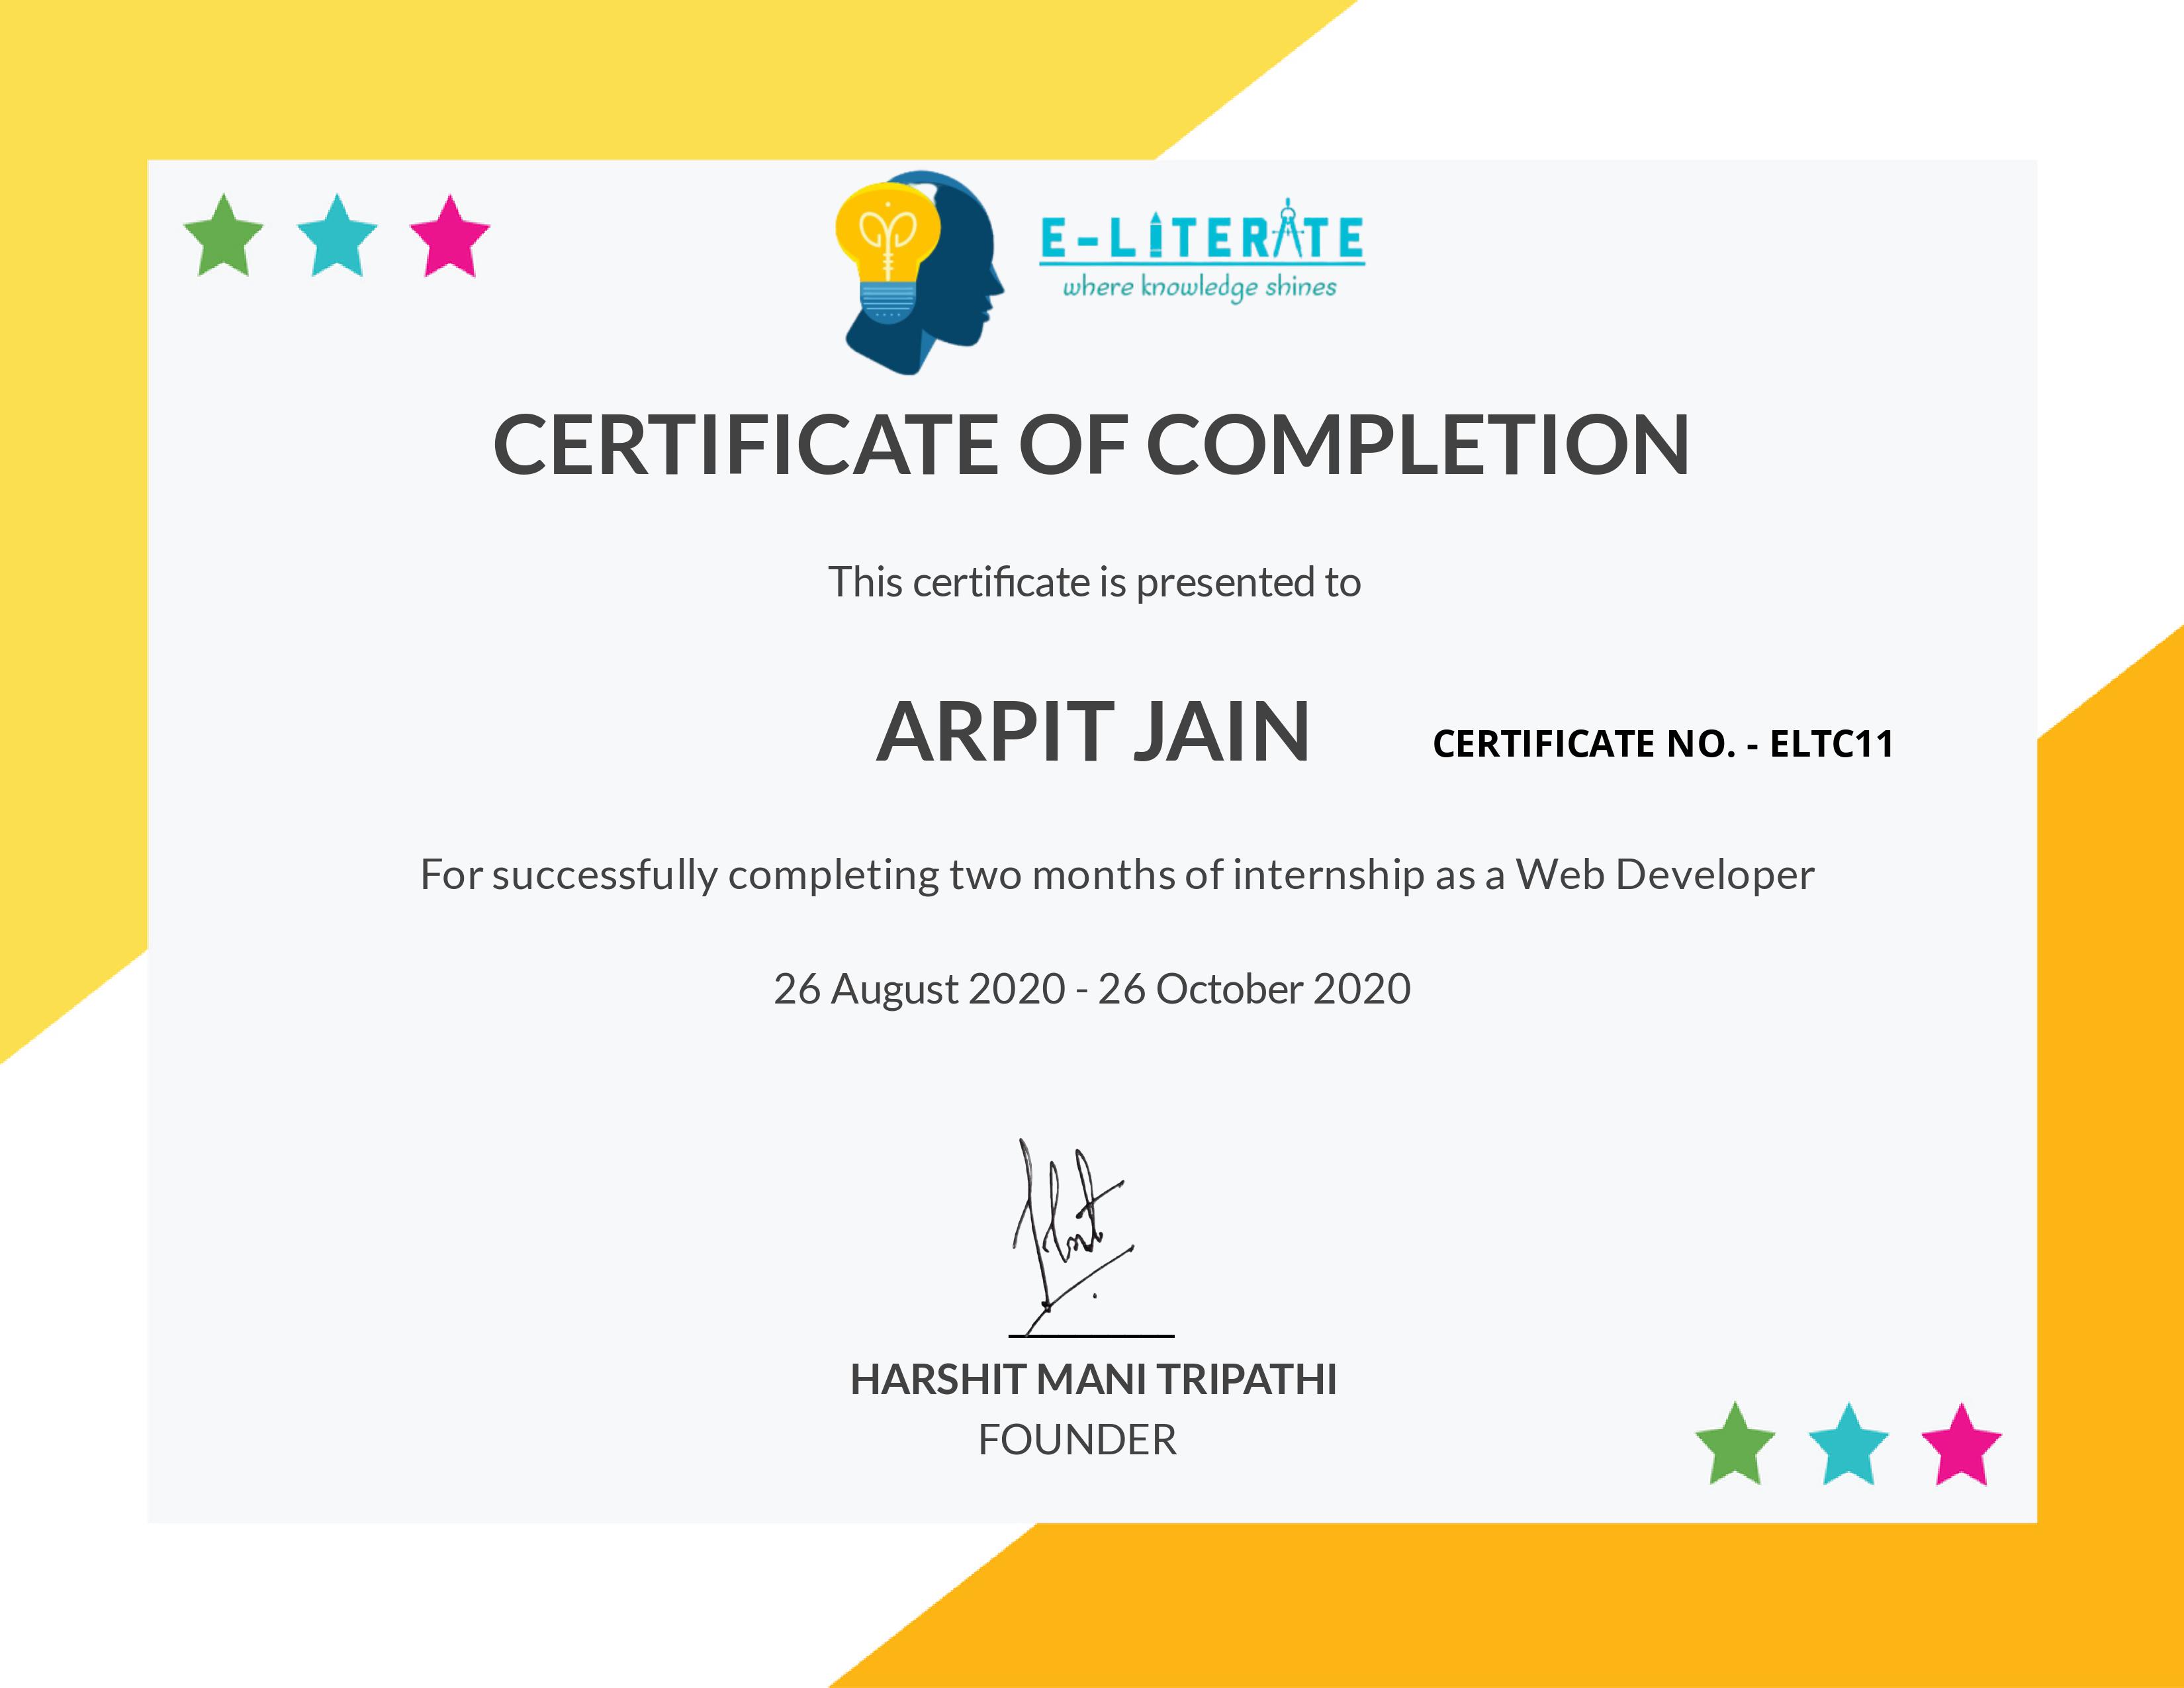 E-LITERATE
where knowledge shines
CERTIFICATE OF COMPLETION
This certificate is presented to
ARPIT JAIN
CERTIFICATE NO. - ELTC11
For successfully completing two months of internship as a Web Developer
26 August 2020 - 26 October 2020
HARSHIT MANI TRIPATHI
FOUNDER